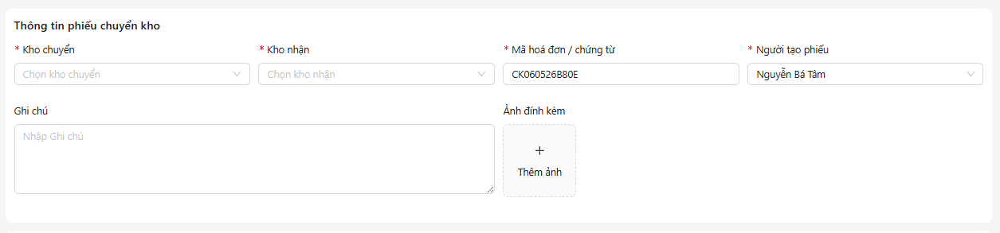 Thông tin phiếu chuyển kho
* Kho chuyển
* Kho nhận
* Mã hoá đơn / chứng từ
* Người tạo phiếu
Chọn kho chuyển
Chọn kho nhận
CK060526B80E
Nguyễn Bá Tâm
Ghi chú
Ảnh đính kèm
Nhập Ghi chú
+
Thêm ảnh